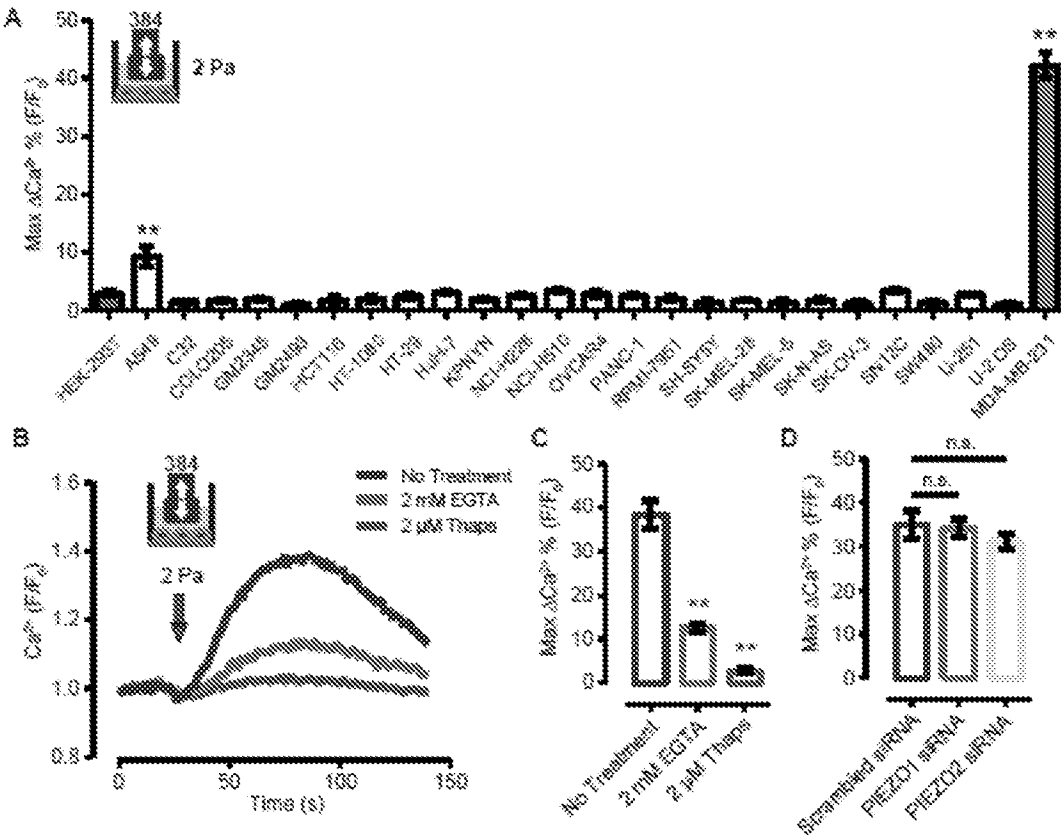 A
384
2 Pa
**
**
Max ΔCa²⁺ % (F/F₀)
50
40
30
20
10
0
HEK-293T
A549
C32
COLO205
HCT116
HT-1080
HT-29
HUH-7
KPNYN
NCI-H226
NCI-H510
OVCAR4
PANC-1
RPMI-7951
SH-SY5Y
SK-MEL-28
SK-MEL-5
SK-N-AS
SK-OV-3
SN12C
SW480
U-251
U-2 OS
MDA-MB-231
B
384
2 Pa
No Treatment
2 mM EGTA
2 µM Thaps
Ca²⁺ (F/F₀)
1.6
1.4
1.2
1.0
0.8
0
50
100
150
Time (s)
C
Max ΔCa²⁺ % (F/F₀)
50
40
30
20
10
0
**
**
No Treatment
2 mM EGTA
2 µM Thaps
D
n.s.
n.s.
Max ΔCa²⁺ % (F/F₀)
50
40
30
20
10
0
Scrambled siRNA
PIEZO1 siRNA
PIEZO2 siRNA